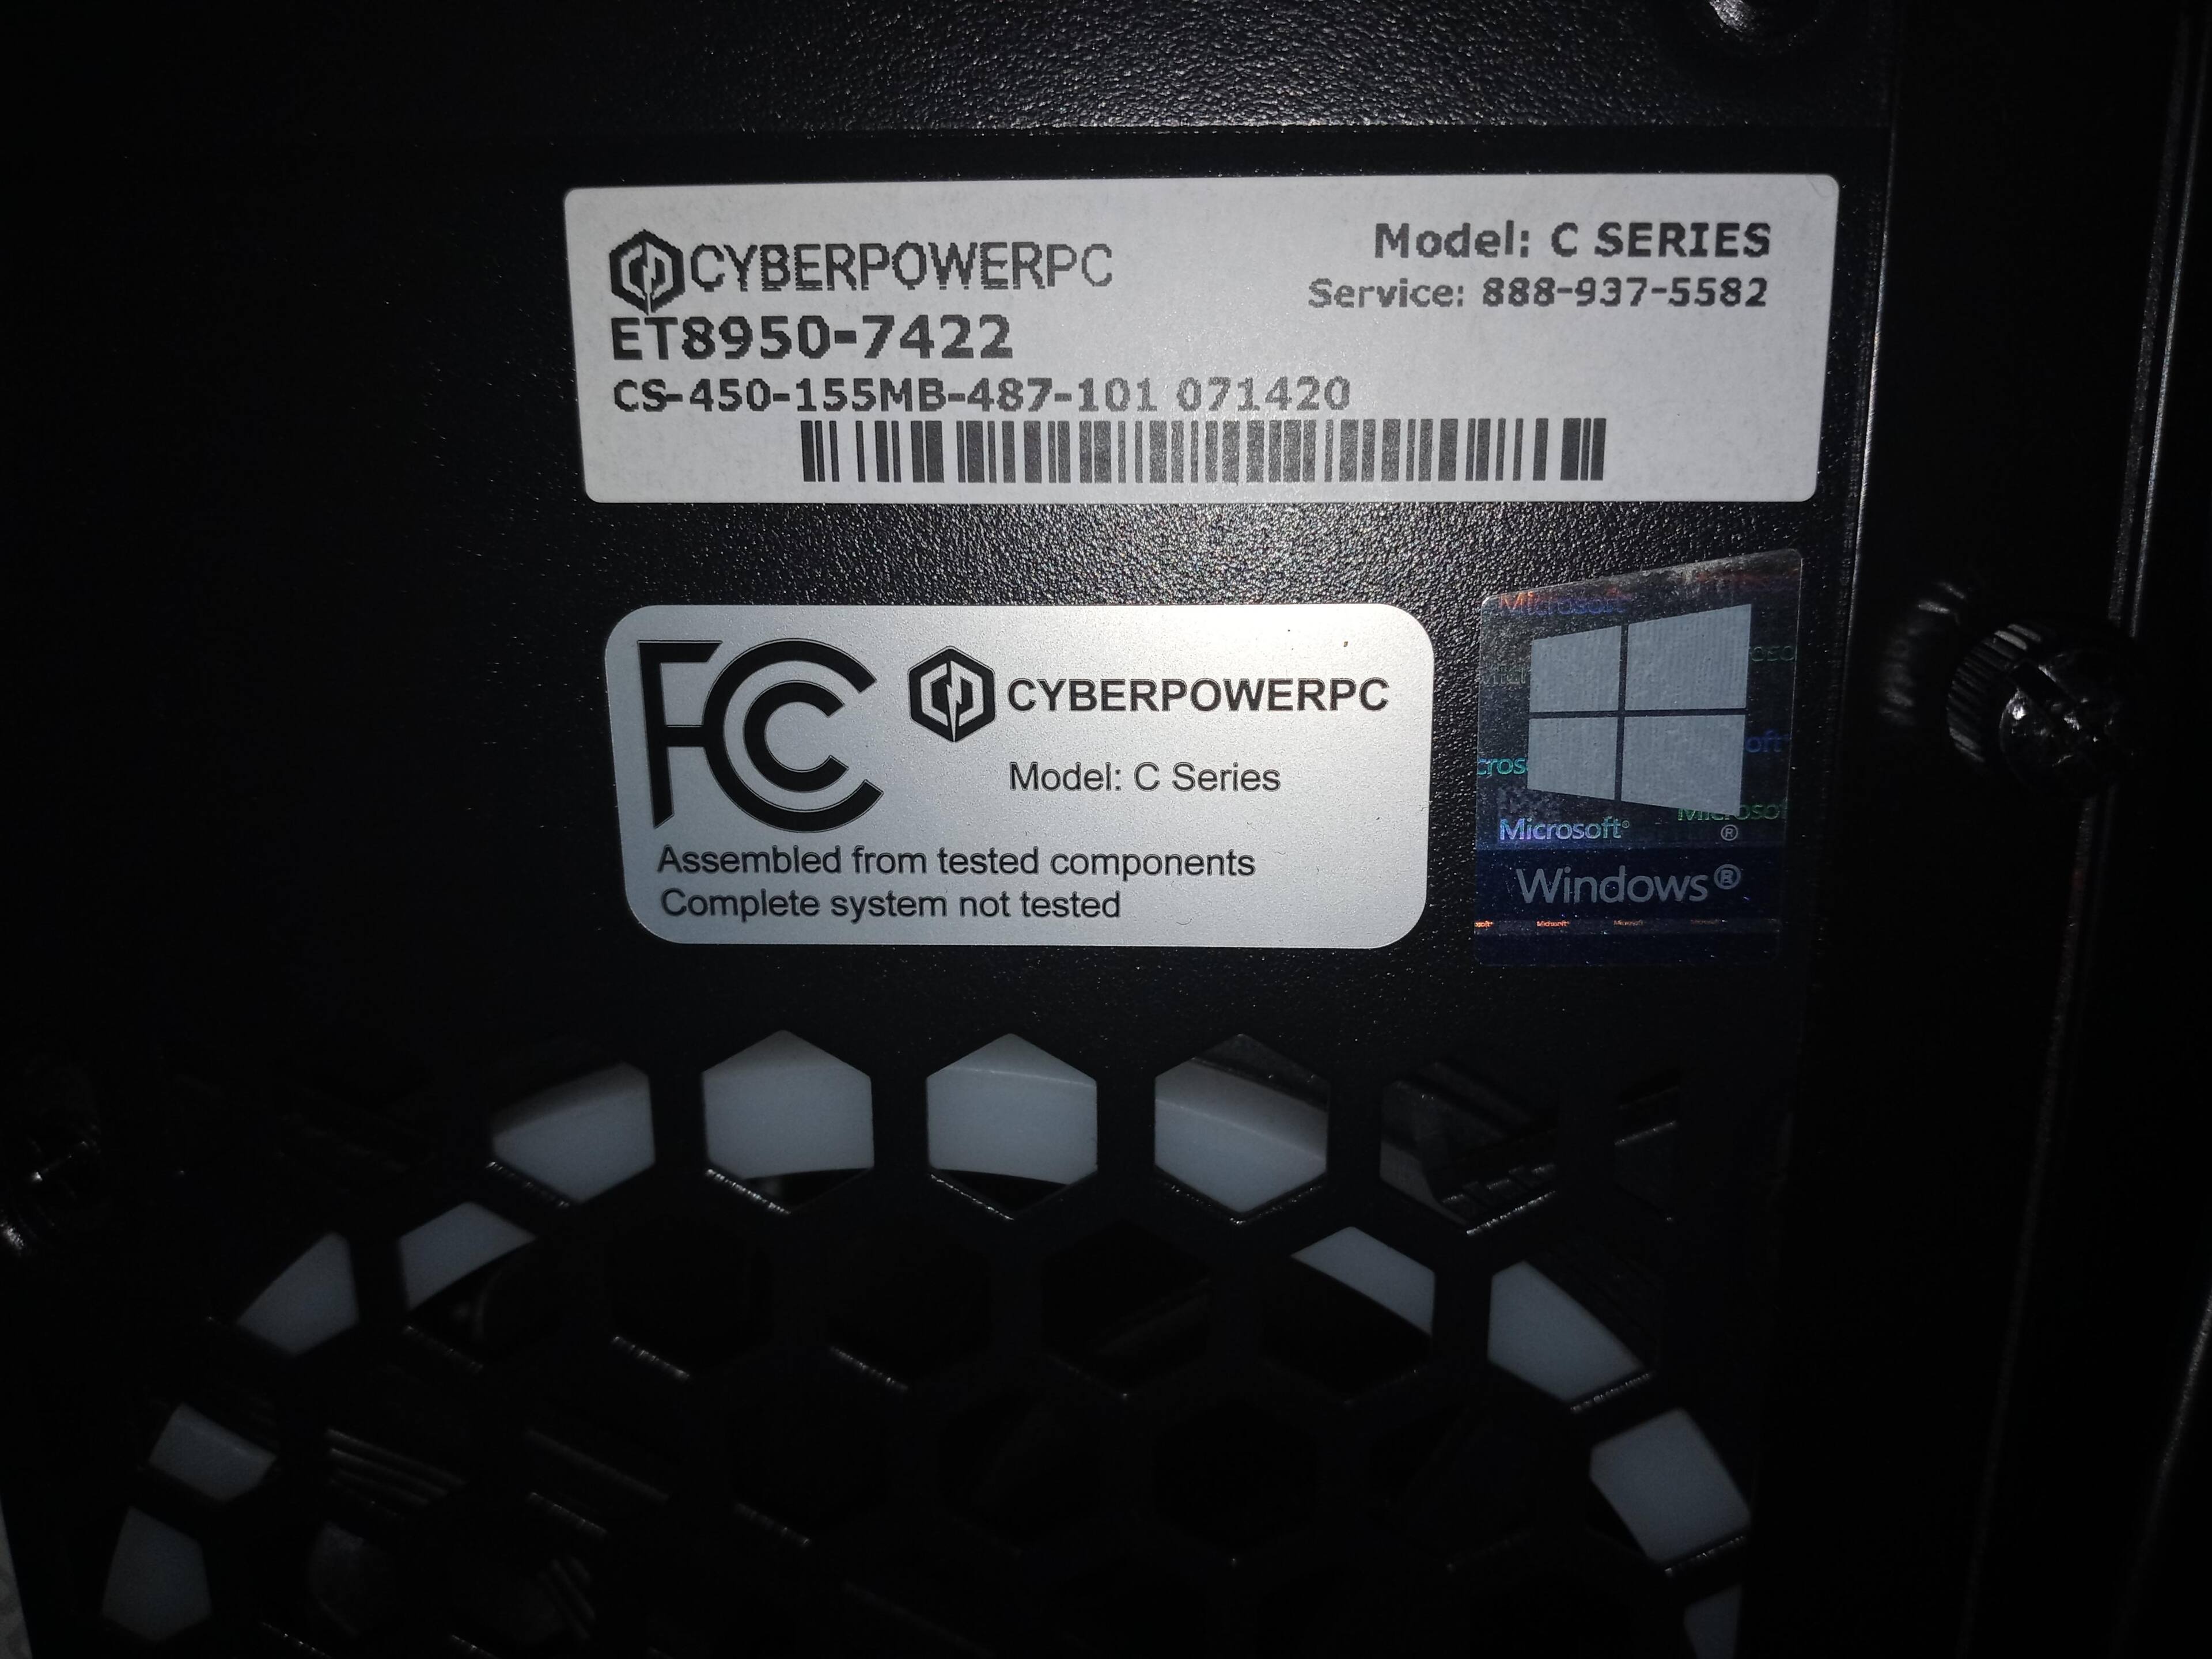 CYBERPOWERPC
Model: C SERIES
Service: 888-937-5582
ET8950-7422
CS-450-155MB-487-101 071420
FC
CYBERPOWERPC
Model: C Series
Assembled from tested components
Complete system not tested
Microsoft
Microsoft®
®
Windows®